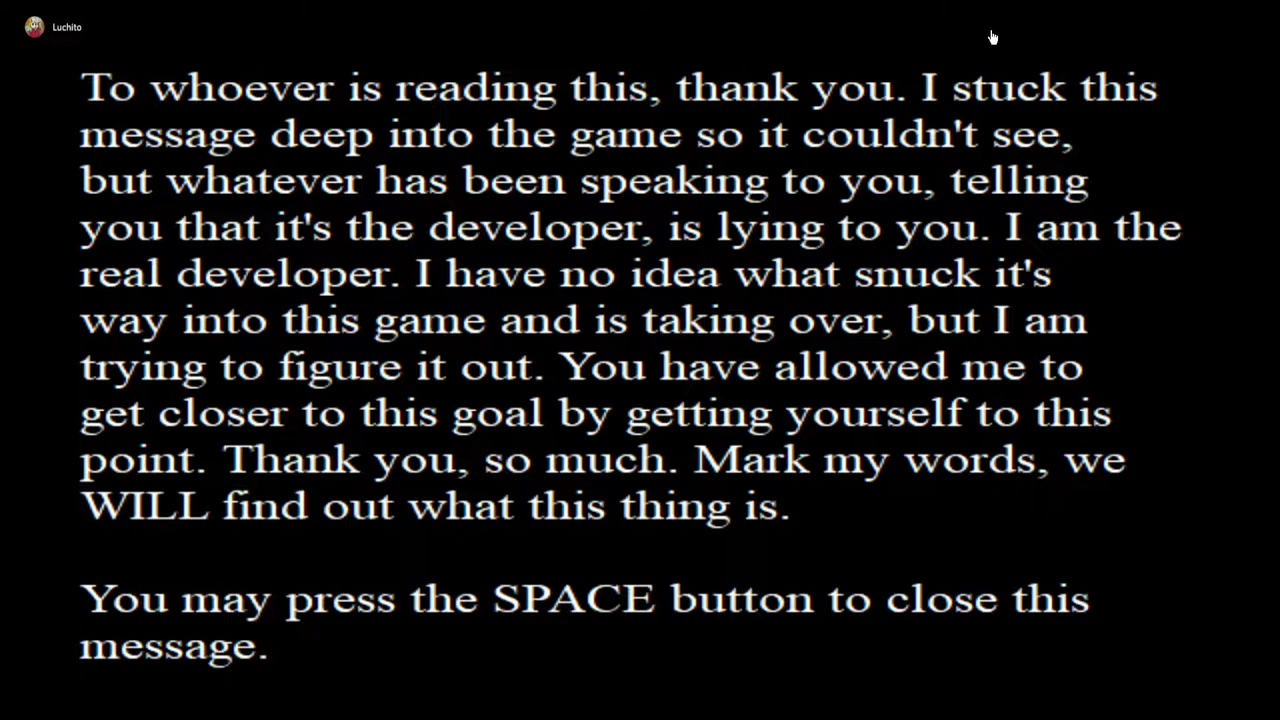 Luchito
To whoever is reading this, thank you. I stuck this
message deep into the game so it couldn't see,
but whatever has been speaking to you, telling
you that it's the developer, is lying to you. I am the
real developer. I have no idea what snuck it's
way into this game and is taking over, but I am
trying to figure it out. You have allowed me to
get closer to this goal by getting yourself to this
point. Thank you, so much. Mark my words, we
WILL find out what this thing is.
You may press the SPACE button to close this
message.